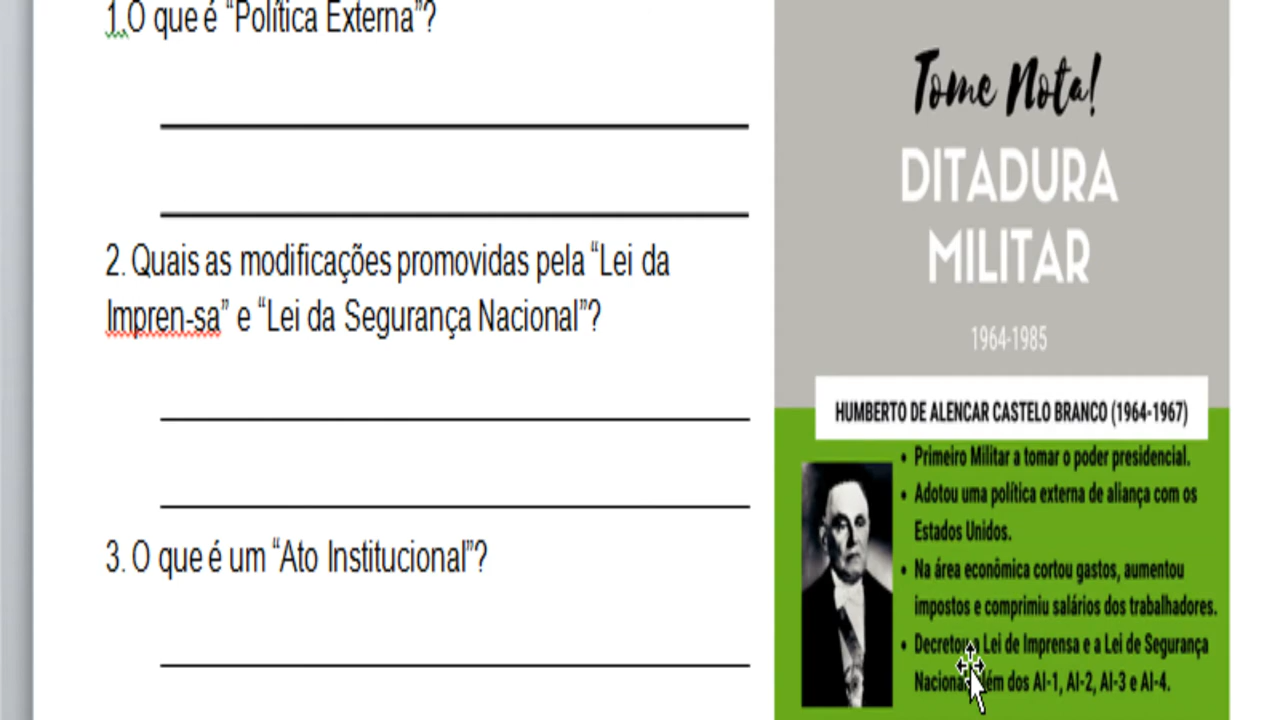 1.O que é “Política Externa”?
2. Quais as modificações promovidas pela “Lei da
Impren-sa” e “Lei da Segurança Nacional”?
3. O que é um “Ato Institucional”?
Tome Nota!
DITADURA
MILITAR
1964-1985
HUMBERTO DE ALENCAR CASTELO BRANCO (1964-1967)
• Primeiro Militar a tomar o poder presidencial.
• Adotou uma política externa de aliança com os
Estados Unidos.
• Na área econômica cortou gastos, aumentou
impostos e comprimiu salários dos trabalhadores.
• Decretou a Lei de Imprensa e a Lei de Segurança
Nacional além dos AI-1, AI-2, AI-3 e AI-4.